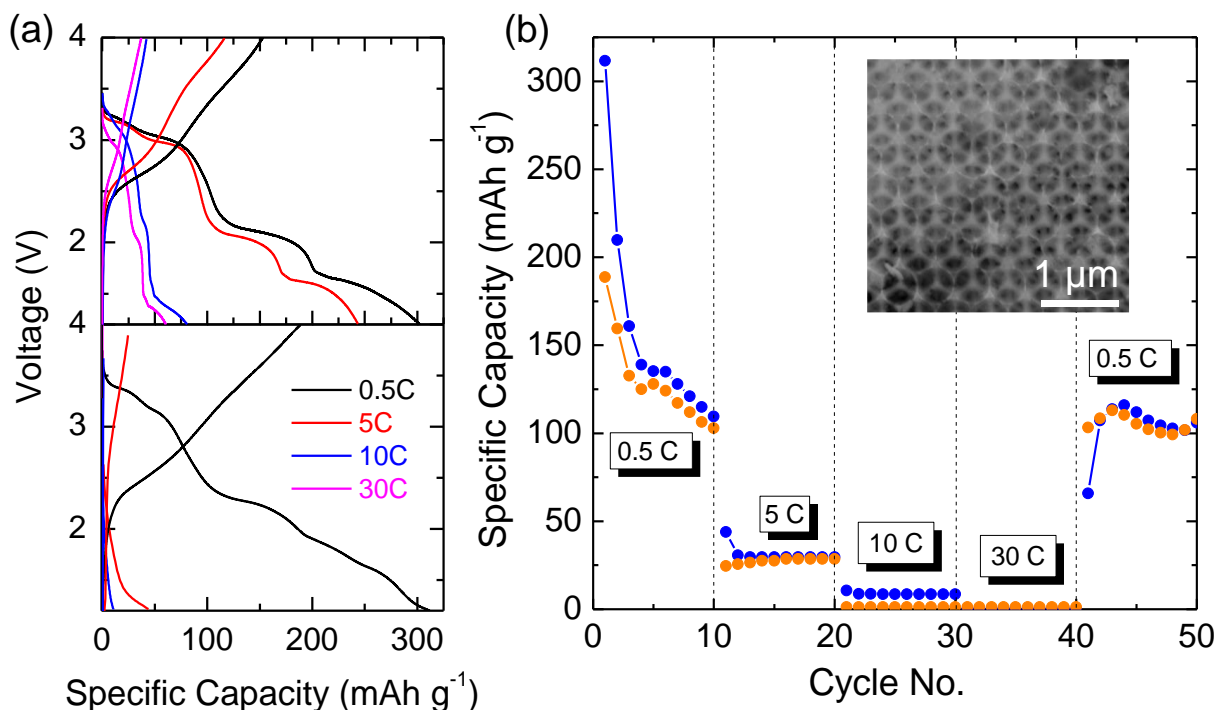 (a)
Voltage (V)
4
3
2
4
3
2
0.5C
5C
10C
30C
0 100 200 300
Specific Capacity (mAh g⁻¹)
(b)
Specific Capacity (mAh g⁻¹)
300
250
200
150
100
50
0
1 μm
0.5 C
5 C
10 C
30 C
0.5 C
0 10 20 30 40 50
Cycle No.